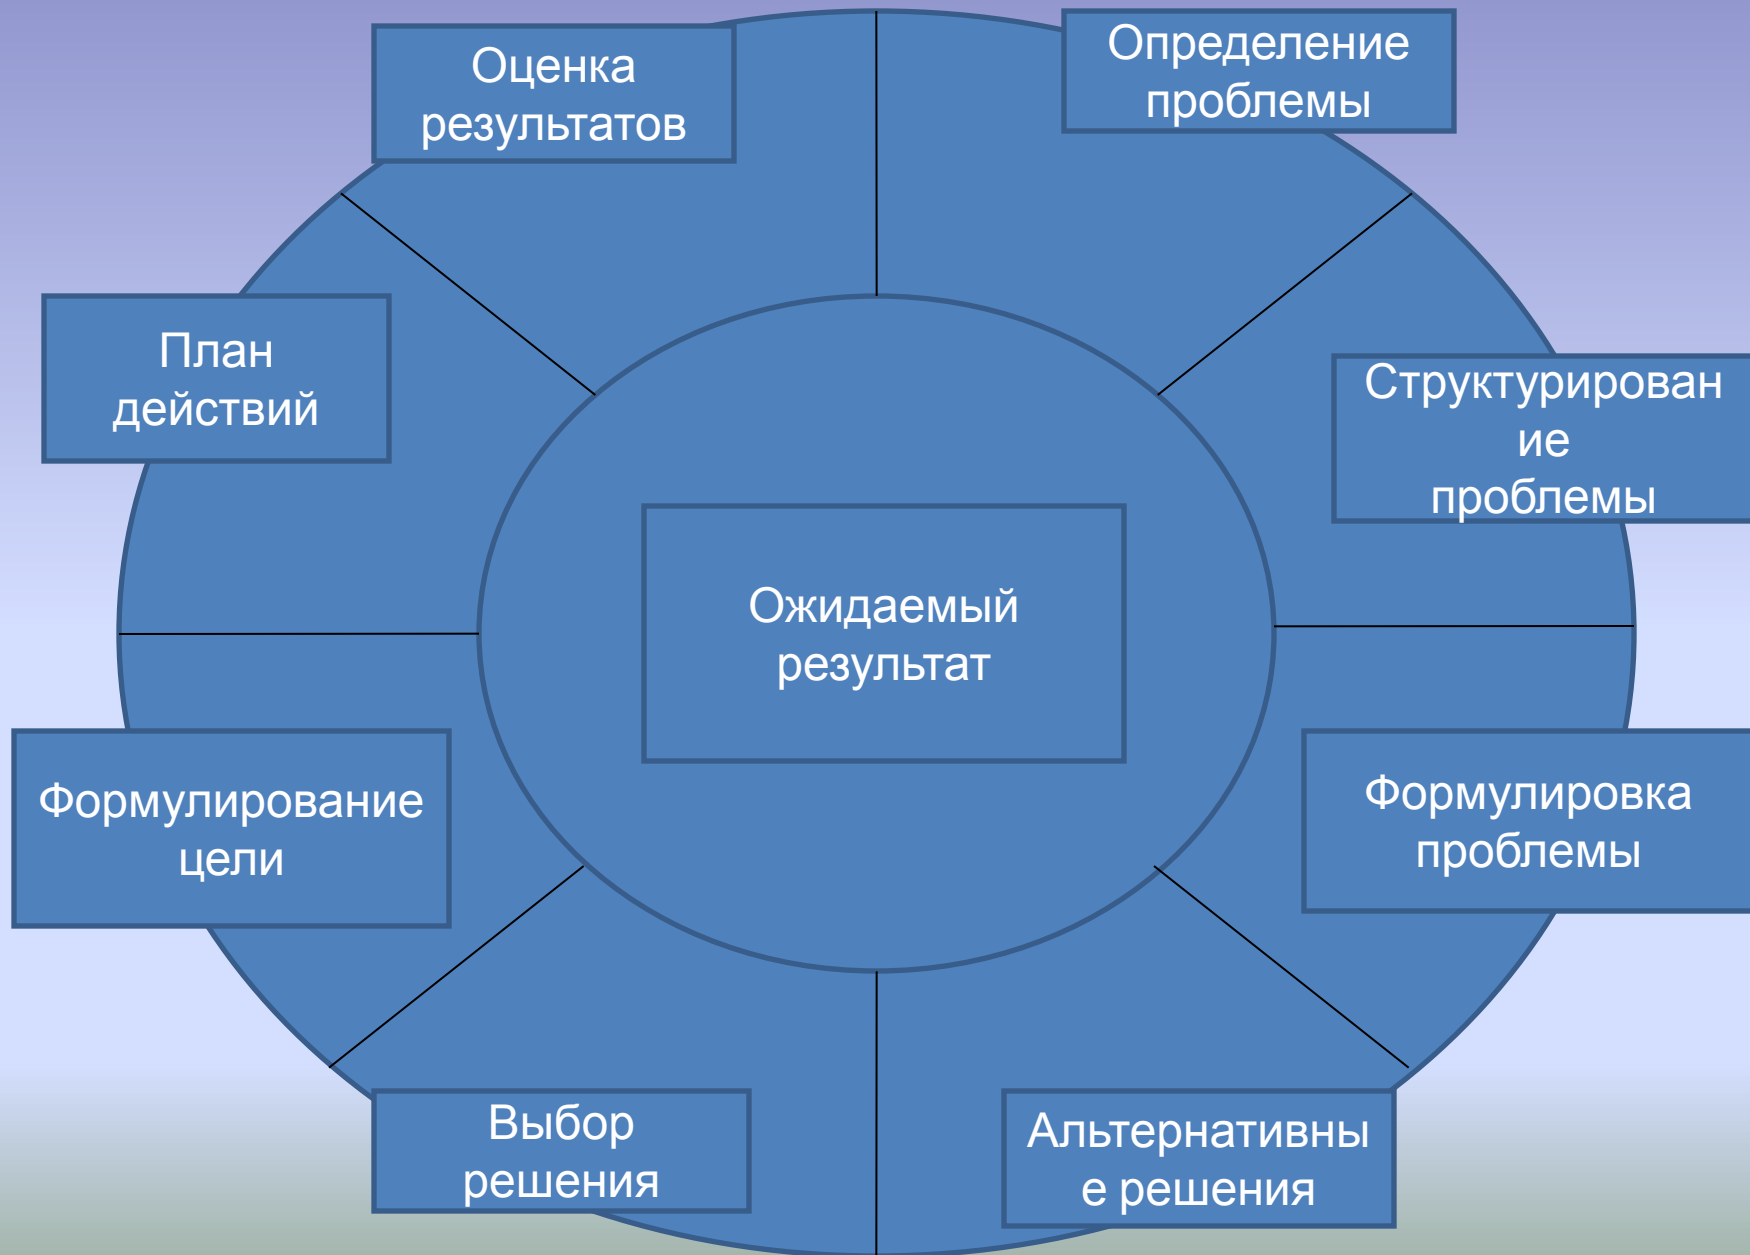 Оценка
результатов
Определение
проблемы
План
действий
Структурирован
ие
проблемы
Ожидаемый
результат
Формулирование
цели
Формулировка
проблемы
Выбор
решения
Альтернативны
е решения